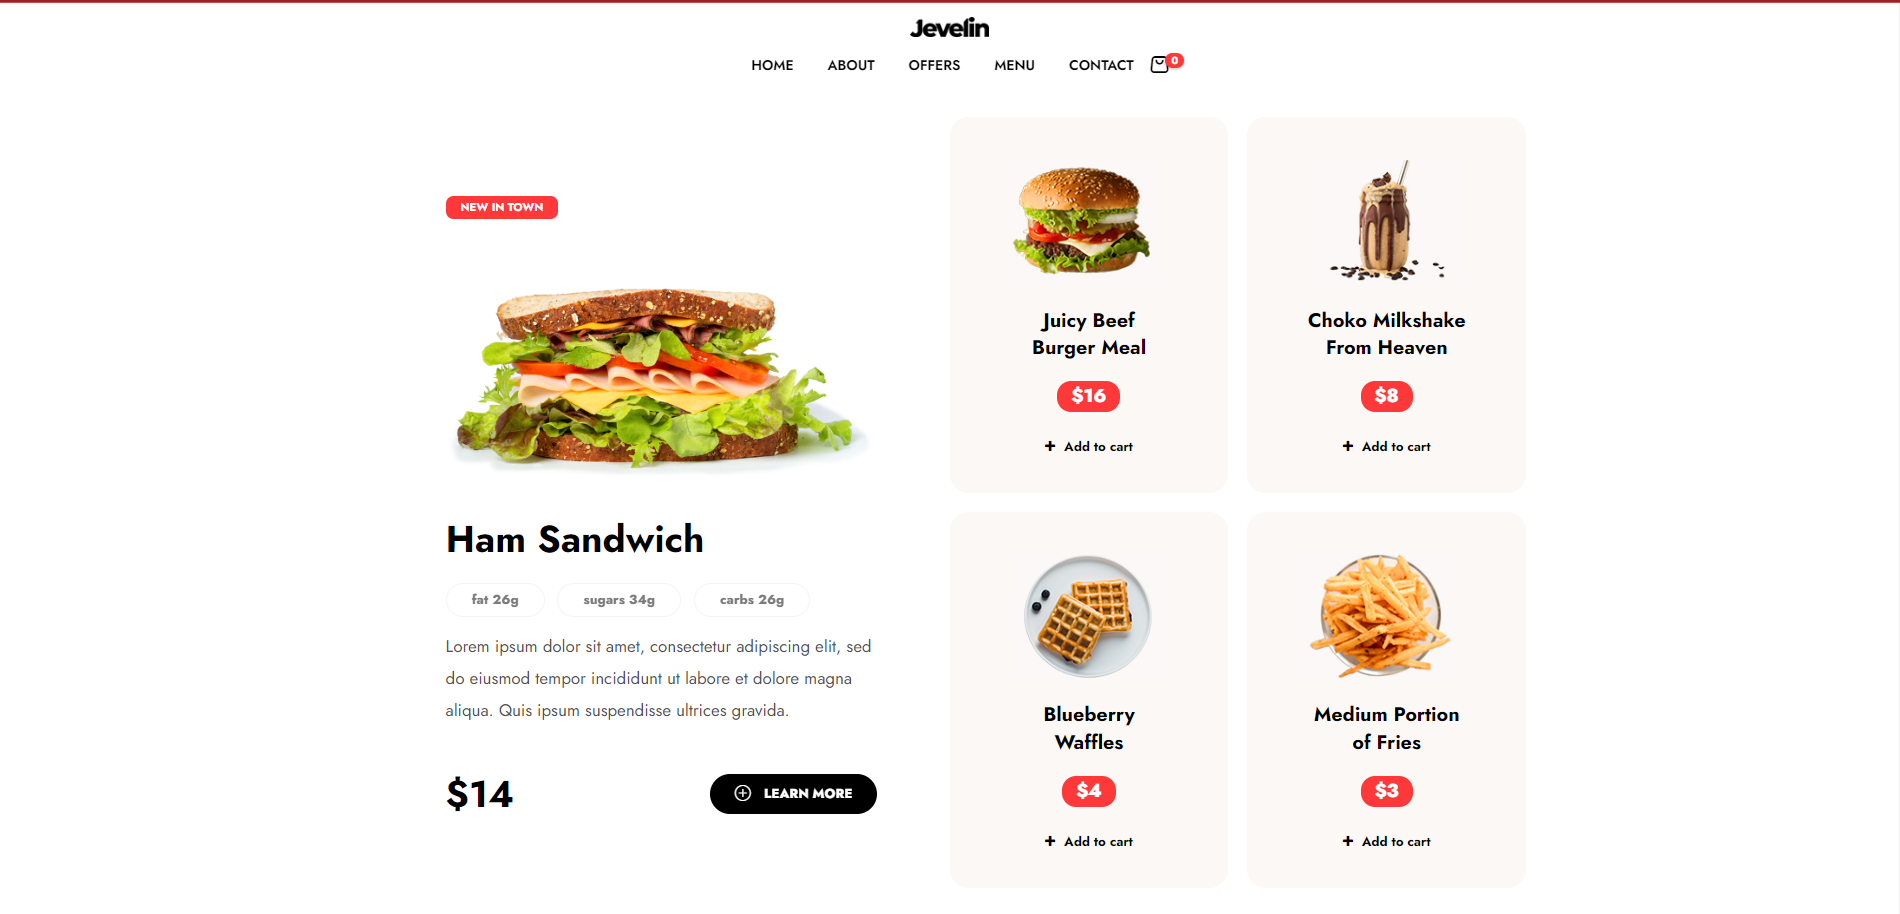 Jevelin
HOME ABOUT OFFERS MENU CONTACT 0
NEW IN TOWN
Ham Sandwich
fat 26g sugars 34g carbs 26g
Lorem ipsum dolor sit amet, consectetur adipiscing elit, sed
do eiusmod tempor incididunt ut labore et dolore magna
aliqua. Quis ipsum suspendisse ultrices gravida.
$14 LEARN MORE
Juicy Beef
Burger Meal
$16
+ Add to cart
Choko Milkshake
From Heaven
$8
+ Add to cart
Blueberry
Waffles
$4
+ Add to cart
Medium Portion
of Fries
$3
+ Add to cart